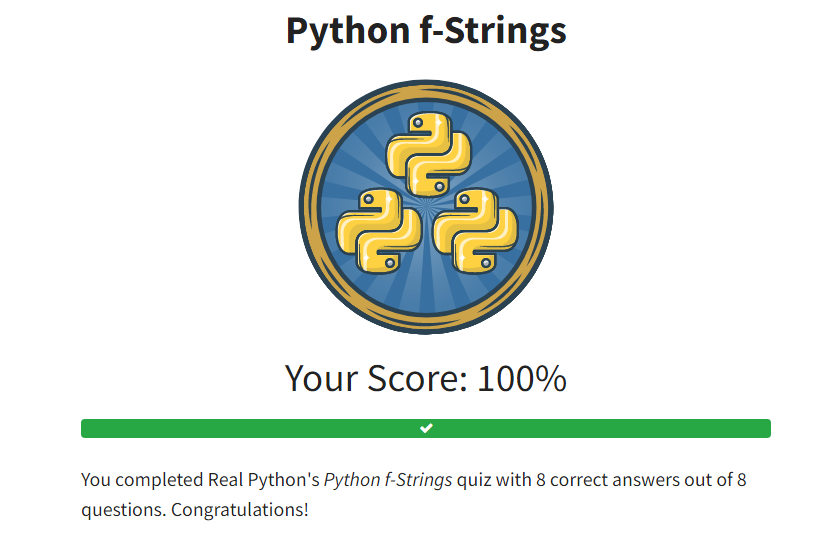 Python f-Strings
Your Score: 100%
You completed Real Python's Python f-Strings quiz with 8 correct answers out of 8
questions. Congratulations!